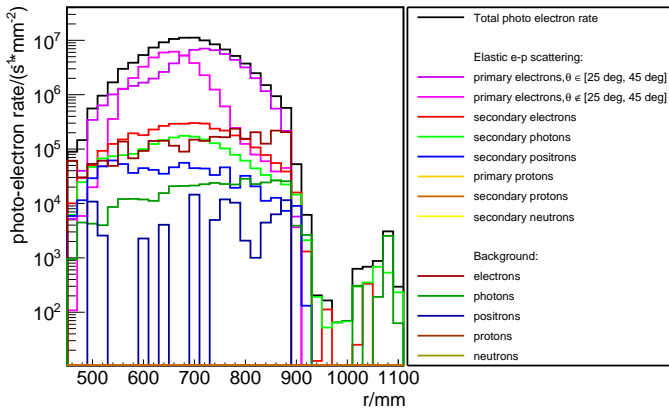 photo-electron rate/(s⁻¹*mm⁻²)
10⁷
10⁶
10⁵
10⁴
10³
10²
500 600 700 800 900 1000 1100
r/mm
Total photo electron rate
Elastic e-p scattering:
primary electrons, θ ∈ [25 deg, 45 deg]
primary electrons, θ ∉ [25 deg, 45 deg]
secondary electrons
secondary photons
secondary positrons
primary protons
secondary protons
secondary neutrons
Background:
electrons
photons
positrons
protons
neutrons